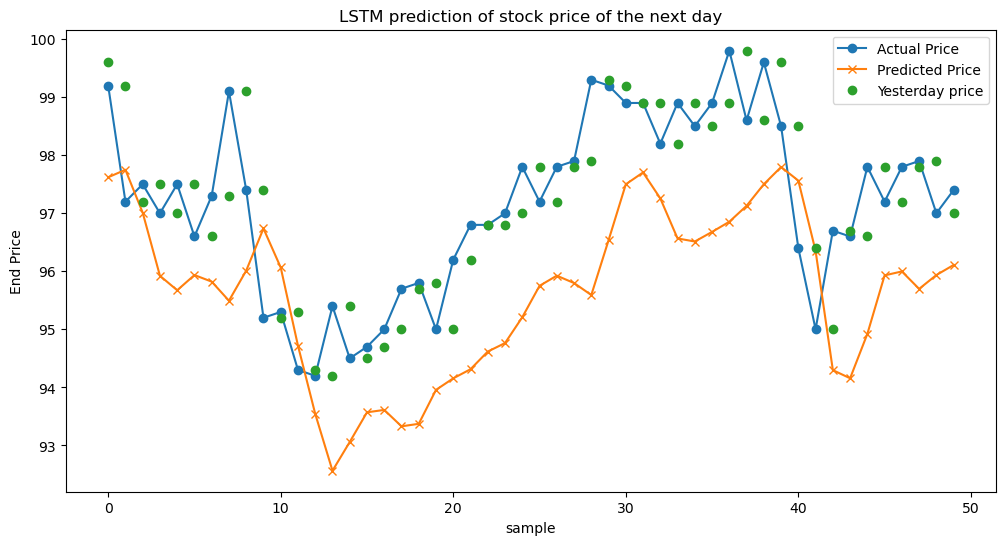 LSTM prediction of stock price of the next day
Actual Price
Predicted Price
Yesterday price
End Price
100
99
98
97
96
95
94
93
0
10
20
30
40
50
sample